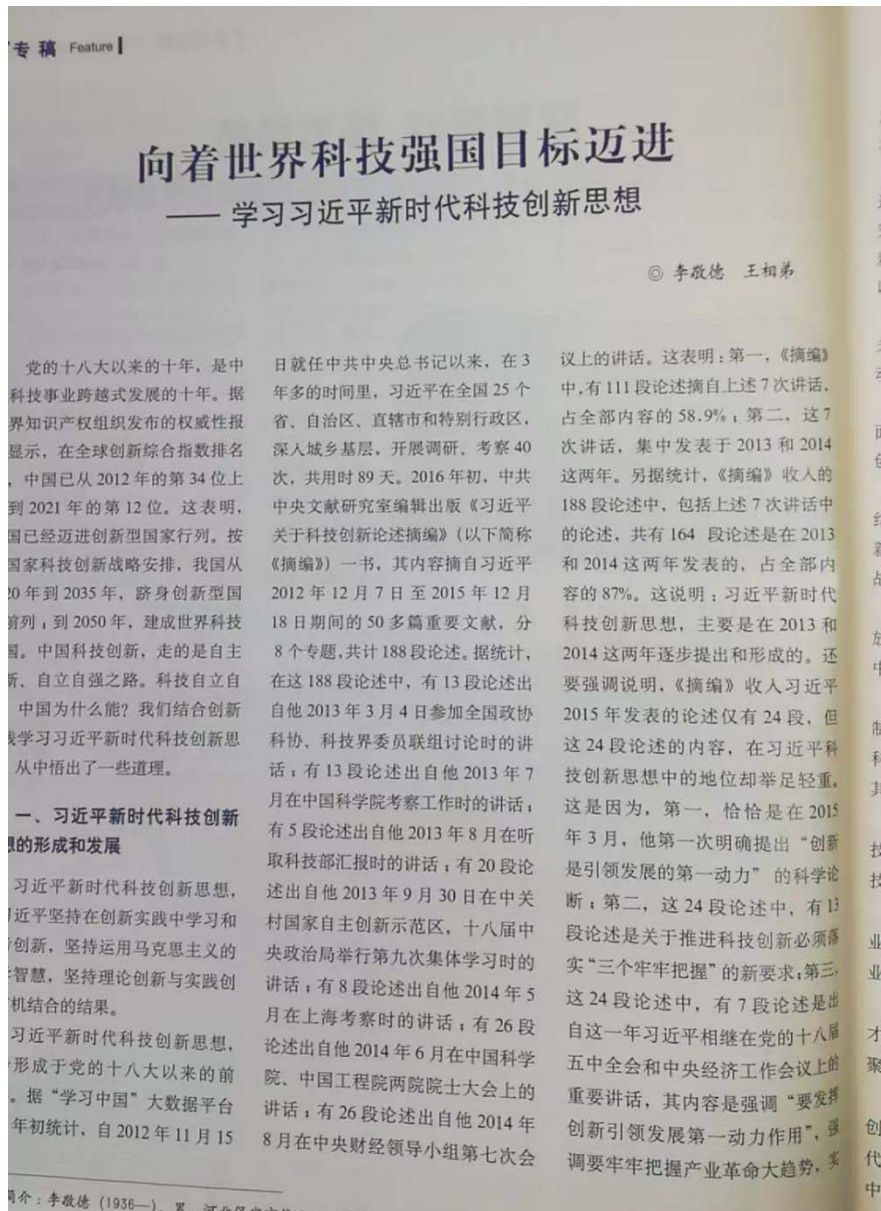 专稿 Feature
向着世界科技强国目标迈进
—— 学习习近平新时代科技创新思想
◎ 李敬德 王相弟
党的十八大以来的十年，是中
科技事业跨越式发展的十年。据
界知识产权组织发布的权威性报
显示，在全球创新综合指数排名
，中国已从 2012 年的第 34 位上
到 2021 年的第 12 位。这表明，
国已经迈进创新型国家行列。按
国家科技创新战略安排，我国从
20 年到 2035 年，跻身创新型国
前列；到 2050 年，建成世界科技
国。中国科技创新，走的是自主
新、自立自强之路。科技自立自
，中国为什么能？我们结合创新
学习习近平新时代科技创新思
，从中悟出了一些道理。
一、习近平新时代科技创新
想的形成和发展
习近平新时代科技创新思想，
习近平坚持在创新实践中学习和
创新，坚持运用马克思主义的
智慧，坚持理论创新与实践创
机结合的结果。
习近平新时代科技创新思想，
形成于党的十八大以来的前
。据“学习中国”大数据平台
年初统计，自 2012 年 11 月 15
日就任中共中央总书记以来，在 3
年多的时间里，习近平在全国 25 个
省、自治区、直辖市和特别行政区，
深入城乡基层，开展调研、考察 40
次，共用时 89 天。2016 年初，中共
中央文献研究室编辑出版《习近平
关于科技创新论述摘编》（以下简称
《摘编》）一书，其内容摘自习近平
2012 年 12 月 7 日至 2015 年 12 月
18 日期间的 50 多篇重要文献，分
8 个专题，共计 188 段论述。据统计，
在这 188 段论述中，有 13 段论述出
自他 2013 年 3 月 4 日参加全国政协
科协、科技界委员联组讨论时的讲
话；有 13 段论述出自他 2013 年 7
月在中国科学院考察工作时的讲话；
有 5 段论述出自他 2013 年 8 月在听
取科技部汇报时的讲话；有 20 段论
述出自他 2013 年 9 月 30 日在中关
村国家自主创新示范区，十八届中
央政治局举行第九次集体学习时的
讲话；有 8 段论述出自他 2014 年 5
月在上海考察时的讲话；有 26 段
论述出自他 2014 年 6 月在中国科学
院、中国工程院两院院士大会上的
讲话；有 26 段论述出自他 2014 年
8 月在中央财经领导小组第七次会
议上的讲话。这表明：第一，《摘编》
中，有 111 段论述摘自上述 7 次讲话，
占全部内容的 58.9%；第二，这 7
次讲话，集中发表于 2013 和 2014
这两年。另据统计，《摘编》收入的
188 段论述中，包括上述 7 次讲话中
的论述，共有 164 段论述是在 2013
和 2014 这两年发表的，占全部内
容的 87%。这说明：习近平新时代
科技创新思想，主要是在 2013 和
2014 这两年逐步提出和形成的。还
要强调说明，《摘编》收入习近平
2015 年发表的论述仅有 24 段，但
这 24 段论述的内容，在习近平科
技创新思想中的地位却举足轻重。
这是因为，第一，恰恰是在 2015
年 3 月，他第一次明确提出“创新
是引领发展的第一动力”的科学论
断；第二，这 24 段论述中，有 13
段论述是关于推进科技创新必须落
实“三个牢牢把握”的新要求；第三，
这 24 段论述中，有 7 段论述是出
自这一年习近平相继在党的十八届
五中全会和中央经济工作会议上的
重要讲话，其内容是强调“要发挥
创新引领发展第一动力作用”，强
调要牢牢把握产业革命大趋势，实
简介：李敬德（1936—），男，河北保定